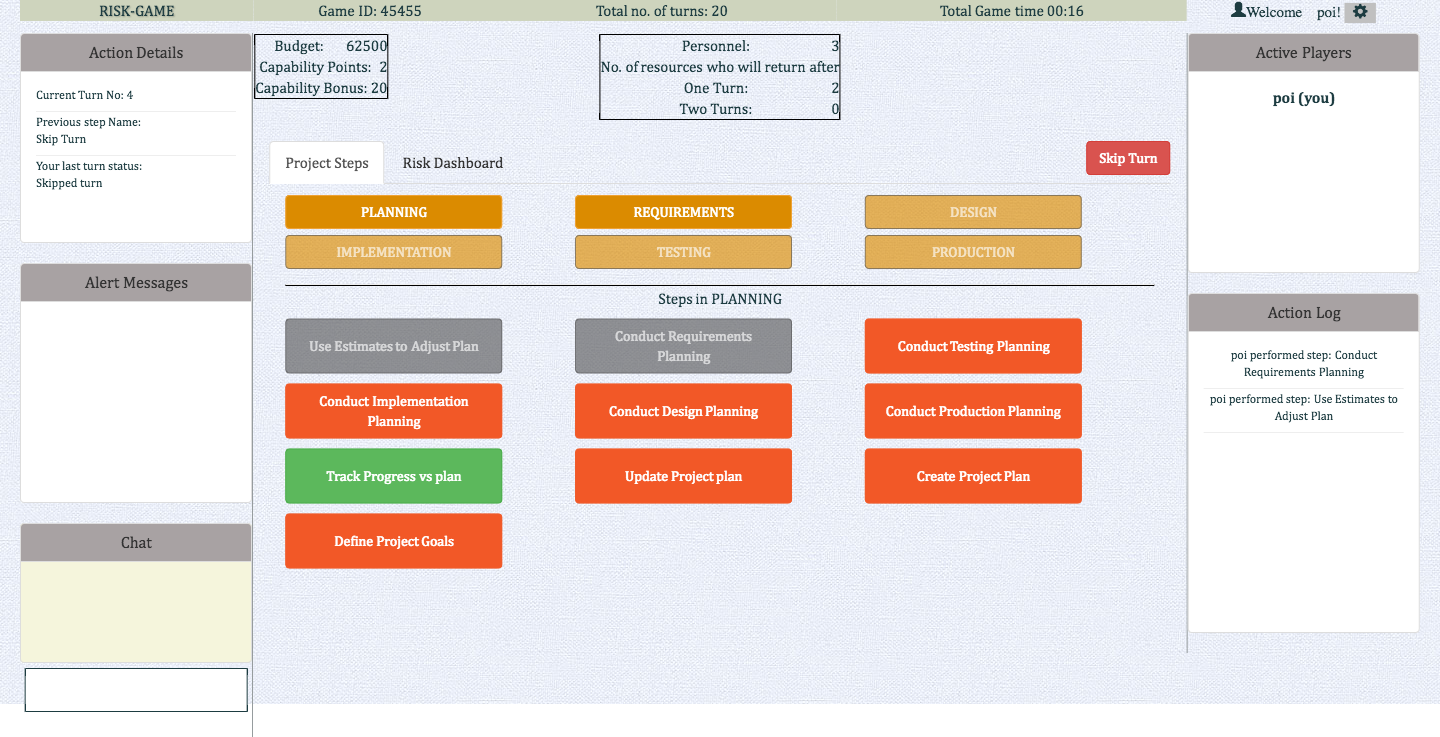 RISK-GAME Game ID: 45455 Total no. of turns: 20 Total Game time 00:16 Welcome poi!
Action Details
Current Turn No: 4
Previous step Name:
Skip Turn
Your last turn status:
Skipped turn
Alert Messages
Chat
Budget: 62500
Capability Points: 2
Capability Bonus: 20
Personnel: 3
No. of resources who will return after
One Turn: 2
Two Turns: 0
Project Steps Risk Dashboard Skip Turn
PLANNING REQUIREMENTS DESIGN
IMPLEMENTATION TESTING PRODUCTION
Steps in PLANNING
Use Estimates to Adjust Plan
Conduct Requirements
Planning
Conduct Testing Planning
Conduct Implementation
Planning
Conduct Design Planning
Conduct Production Planning
Track Progress vs plan
Update Project plan
Create Project Plan
Define Project Goals
Active Players
poi (you)
Action Log
poi performed step: Conduct
Requirements Planning
poi performed step: Use Estimates to
Adjust Plan